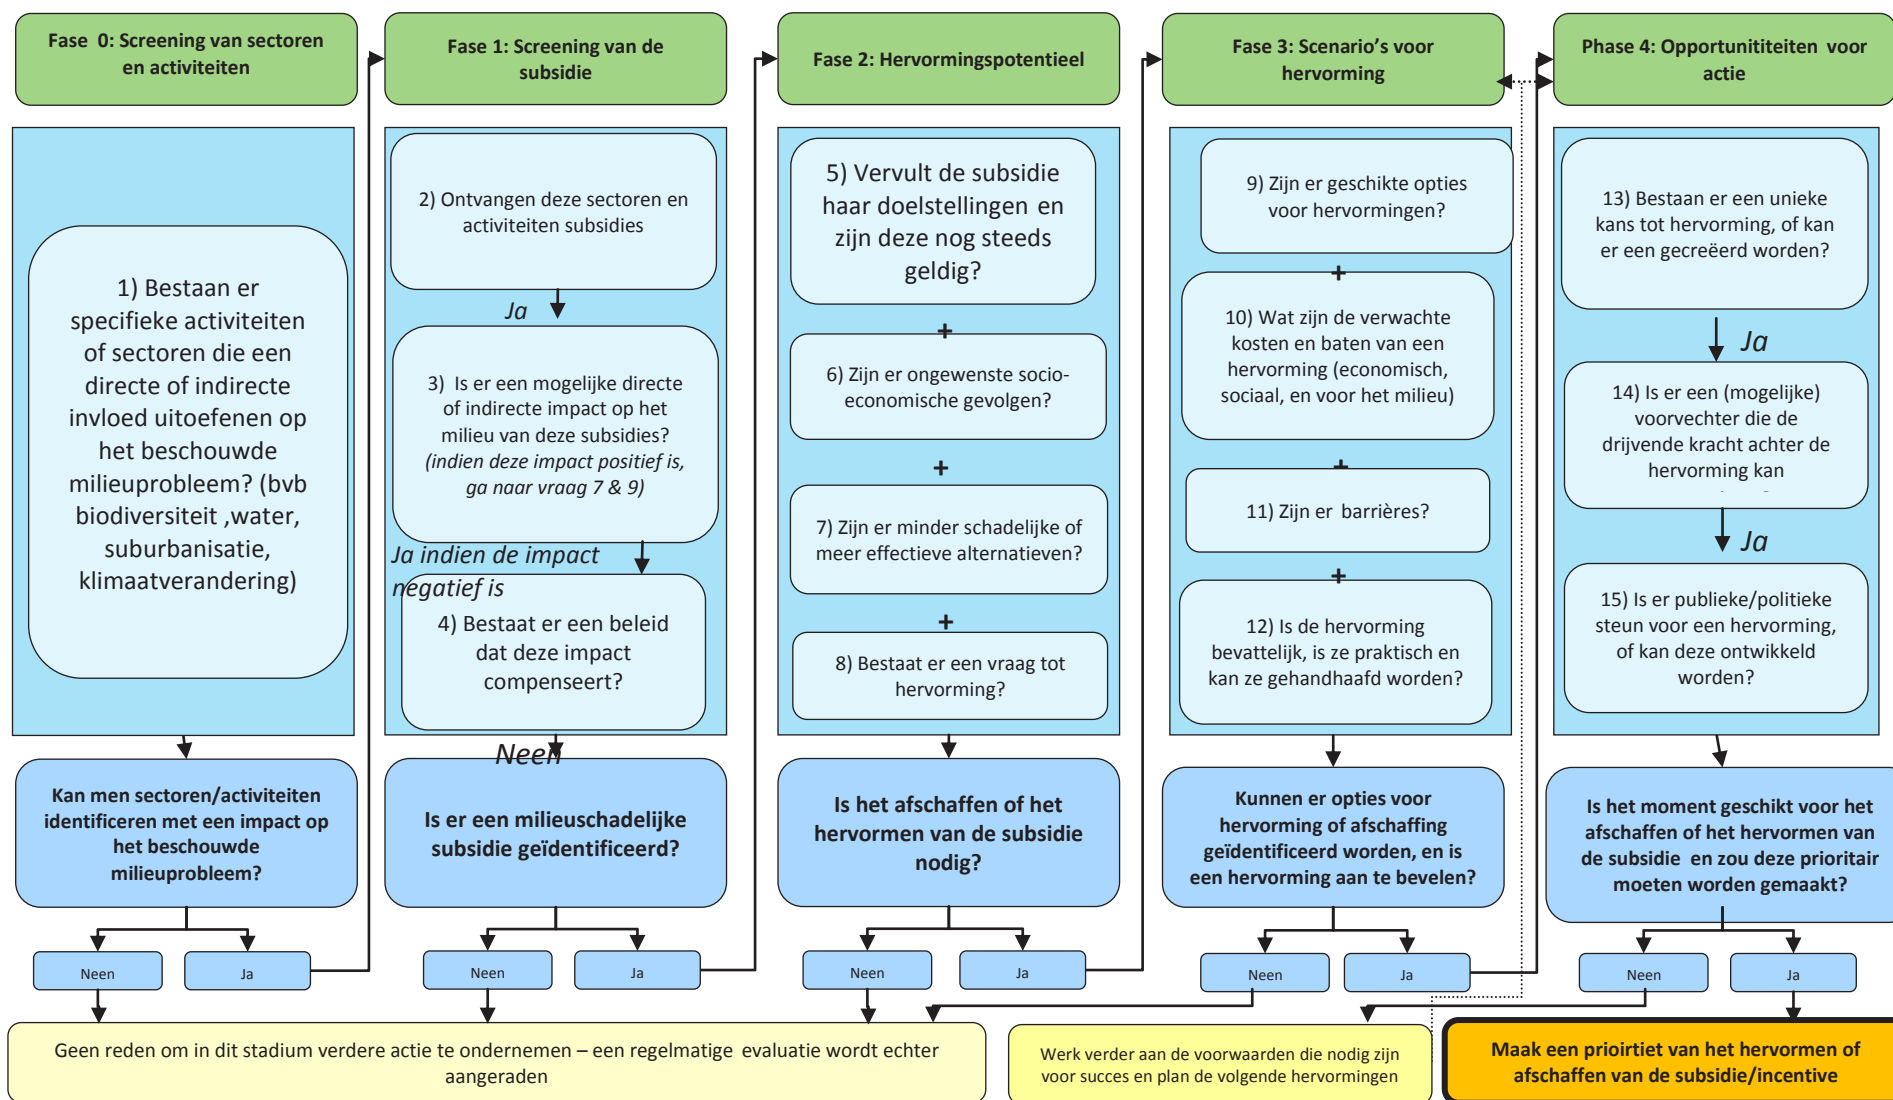 Fase 0: Screening van sectoren
en activiteiten
1) Bestaan er
specifieke activiteiten
of sectoren die een
directe of indirecte
invloed uitoefenen op
het beschouwde
milieuprobleem? (bvb
biodiversiteit ,water,
suburbanisatie,
klimaatverandering)
Kan men sectoren/activiteiten
identificeren met een impact op
het beschouwde
milieuprobleem?
Neen
Ja
Fase 1: Screening van de
subsidie
2) Ontvangen deze sectoren en
activiteiten subsidies
Ja
3) Is er een mogelijke directe
of indirecte impact op het
milieu van deze subsidies?
(indien deze impact positief is,
ga naar vraag 7 & 9)
Ja indien de impact
negatief is
4) Bestaat er een beleid
dat deze impact
compenseert?
Neen
Is er een milieuschadelijke
subsidie geïdentificeerd?
Neen
Ja
Fase 2: Hervormingspotentieel
5) Vervult de subsidie
haar doelstellingen en
zijn deze nog steeds
geldig?
+
6) Zijn er ongewenste socio-
economische gevolgen?
+
7) Zijn er minder schadelijke of
meer effectieve alternatieven?
+
8) Bestaat er een vraag tot
hervorming?
Is het afschaffen of het
hervormen van de subsidie
nodig?
Neen
Ja
Fase 3: Scenario's voor
hervorming
9) Zijn er geschikte opties
voor hervormingen?
+
10) Wat zijn de verwachte
kosten en baten van een
hervorming (economisch,
sociaal, en voor het milieu)
+
11) Zijn er barrières?
+
12) Is de hervorming
bevattelijk, is ze praktisch en
kan ze gehandhaafd worden?
Kunnen er opties voor
hervorming of afschaffing
geïdentificeerd worden, en is
een hervorming aan te bevelen?
Neen
Ja
Phase 4: Opportunititeiten voor
actie
13) Bestaan er een unieke
kans tot hervorming, of kan
er een gecreëerd worden?
Ja
14) Is er een (mogelijke)
voorvechter die de
drijvende kracht achter de
hervorming kan
Ja
15) Is er publieke/politieke
steun voor een hervorming,
of kan deze ontwikkeld
worden?
Is het moment geschikt voor het
afschaffen of het hervormen van
de subsidie en zou deze prioritair
moeten worden gemaakt?
Neen
Ja
Geen reden om in dit stadium verdere actie te ondernemen – een regelmatige evaluatie wordt echter
aangeraden
Werk verder aan de voorwaarden die nodig zijn
voor succes en plan de volgende hervormingen
Maak een prioirtiet van het hervormen of
afschaffen van de subsidie/incentive